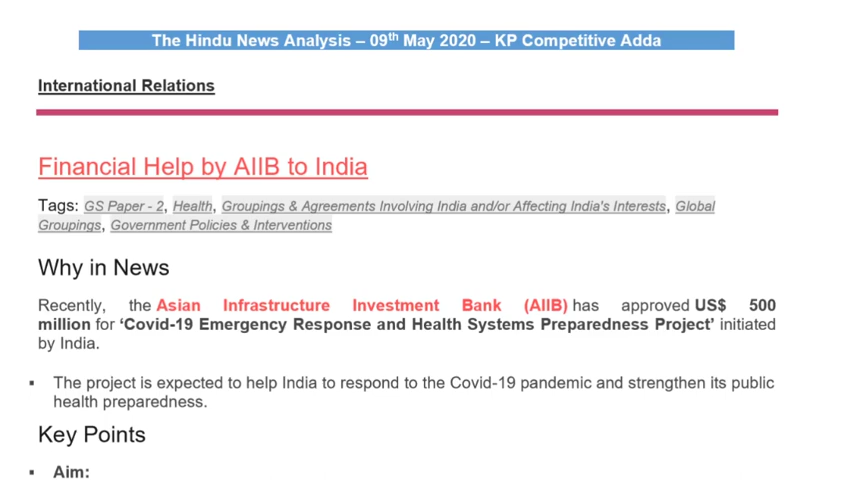 The Hindu News Analysis – 09th May 2020 – KP Competitive Adda
International Relations
Financial Help by AIIB to India
Tags: GS Paper - 2, Health, Groupings & Agreements Involving India and/or Affecting India's Interests, Global
Groupings, Government Policies & Interventions
Why in News
Recently, the Asian Infrastructure Investment Bank (AIIB) has approved US$ 500
million for ‘Covid-19 Emergency Response and Health Systems Preparedness Project’ initiated
by India.
▪ The project is expected to help India to respond to the Covid-19 pandemic and strengthen its public
health preparedness.
Key Points
▪ Aim: